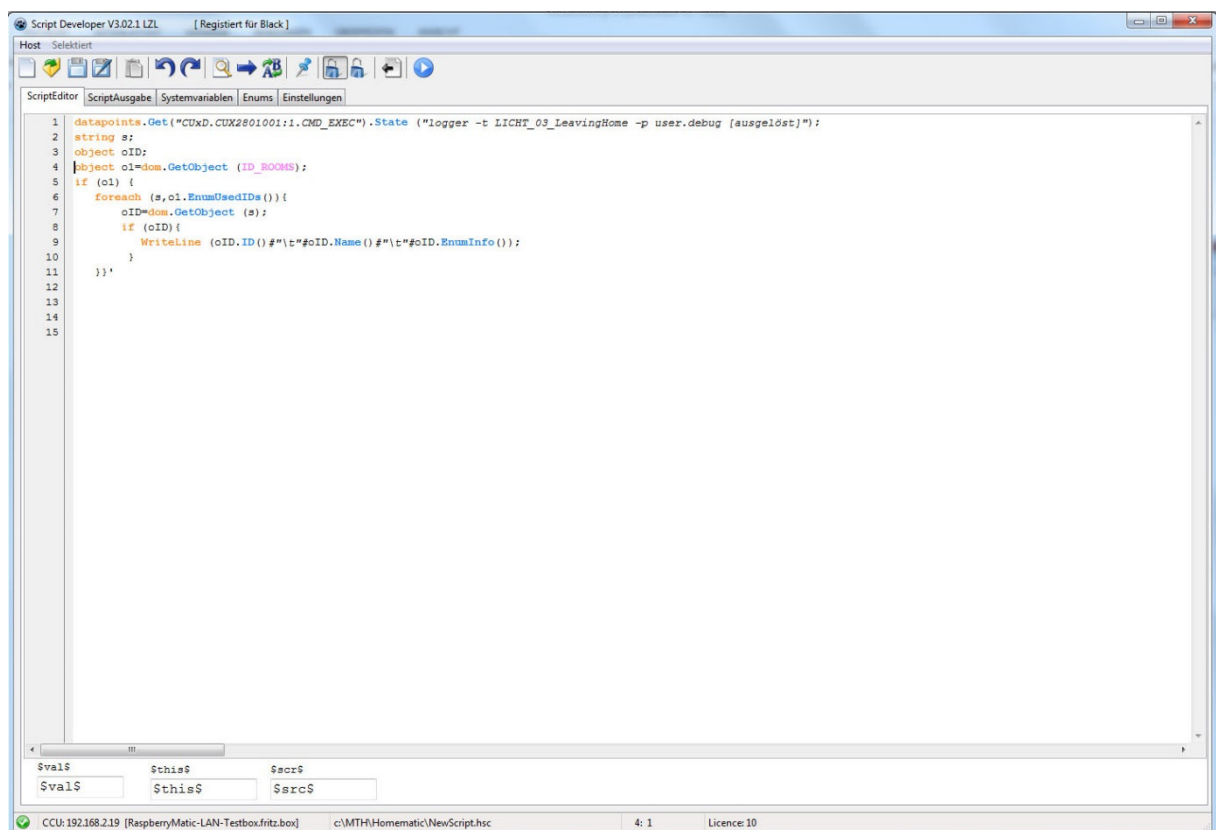 Script Developer V3.02.1 LZL [ Registiert für Black ]
Host Selektiert
ScriptEditor ScriptAusgabe Systemvariablen Enums Einstellungen
1 datapoints.Get("CUxD.CUX2801001:1.CMD_EXEC").State ("logger -t LICHT_03_LeavingHome -p user.debug [ausgelöst]");
2 string s;
3 object oID;
4 object o1=dom.GetObject (ID_ROOMS);
5 if (o1) {
6 foreach (s,o1.EnumUsedIDs()){
7 oID=dom.GetObject (s);
8 if (oID){
9 WriteLine (oID.ID()#"\t"#oID.Name()#"\t"#oID.EnumInfo());
10 }
11 }}'
12
13
14
15
$val$ $this$ $scr$
$val$ $this$ $src$
CCU: 192.168.2.19 [RaspberryMatic-LAN-Testbox.fritz.box] c:\MTH\Homematic\NewScript.hsc 4: 1 Licence: 10